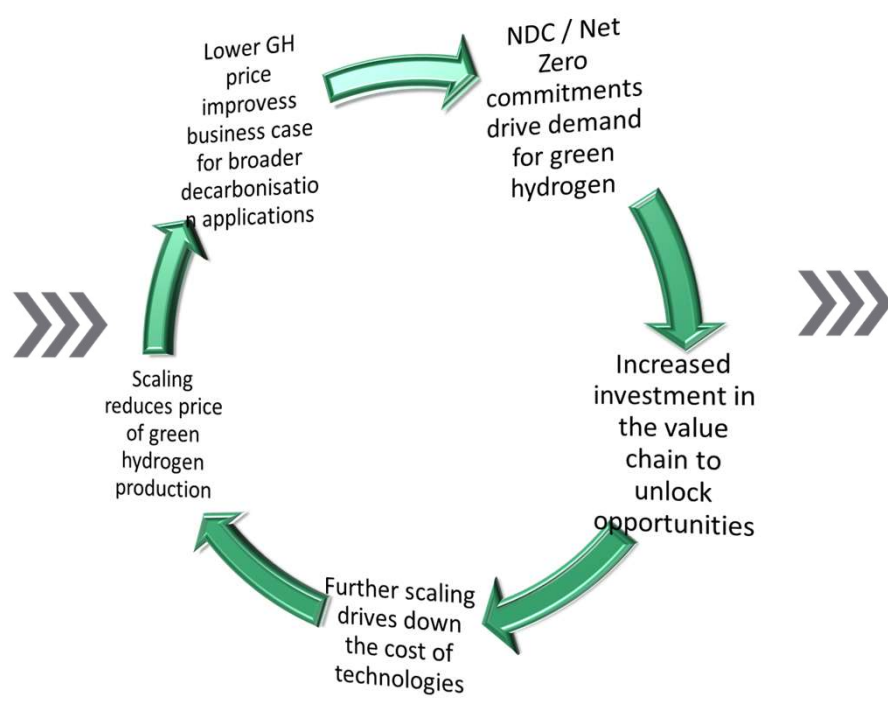 Lower GH
price
improvess
business case
for broader
decarbonisatio
n applications
NDC / Net
Zero
commitments
drive demand
for green
hydrogen
Increased
investment in
the value
chain to
unlock
opportunities
Further scaling
drives down
the cost of
technologies
Scaling
reduces price
of green
hydrogen
production